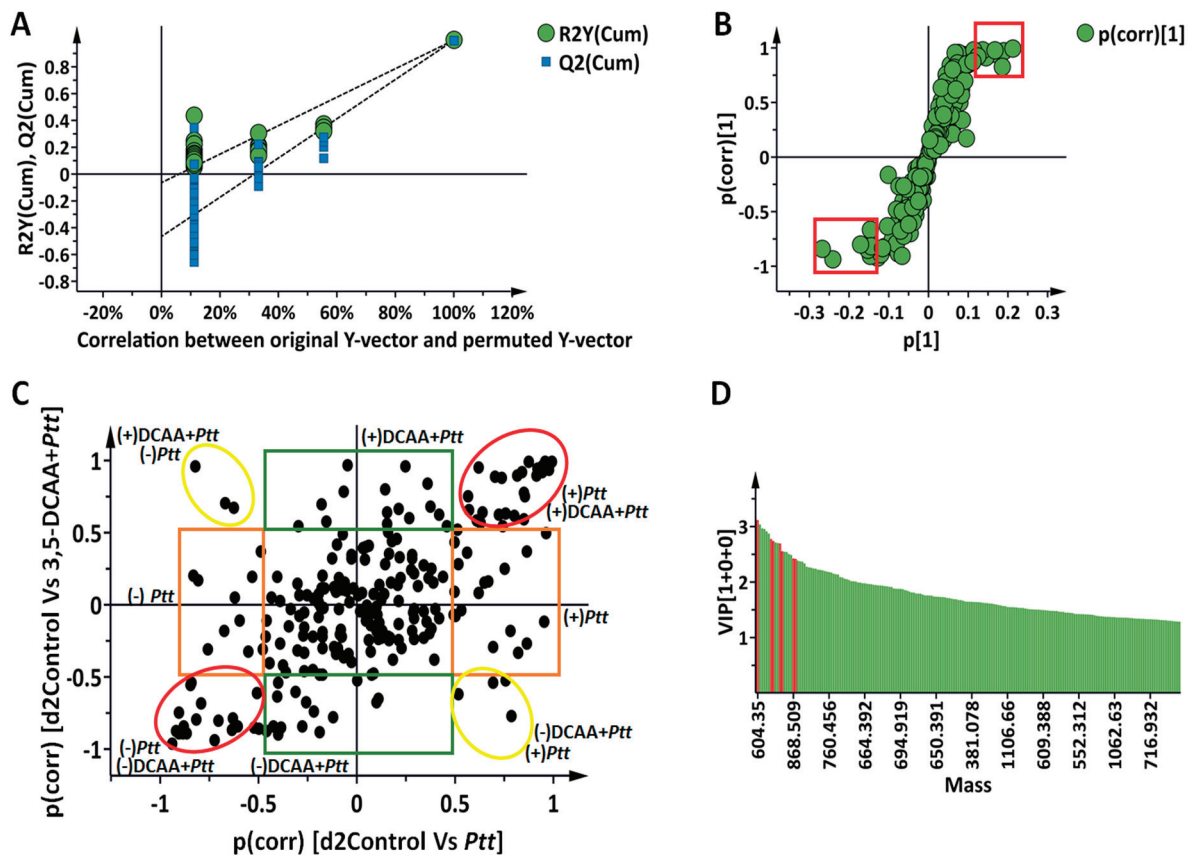 A
R2Y(Cum), Q2(Cum)
0.8
0.6
0.4
0.2
0
-0.2
-0.4
-0.6
-0.8
-20% 0% 20% 40% 60% 80% 100% 120%
Correlation between original Y-vector and permuted Y-vector
R2Y(Cum)
Q2(Cum)
B
p(corr)[1]
1
0.5
0
-0.5
-1
-0.3 -0.2 -0.1 0 0.1 0.2 0.3
p[1]
p(corr)[1]
C
p(corr) [d2Control Vs 3,5-DCAA+Ptt]
1
0.5
0
-0.5
-1
-1 -0.5 0 0.5 1
p(corr) [d2Control Vs Ptt]
(+)DCAA+Ptt
(-)Ptt
(+)DCAA+Ptt
(+)Ptt
(+)DCAA+Ptt
(-) Ptt
(+)Ptt
(-)Ptt
(-)DCAA+Ptt
(-)DCAA+Ptt
(-)DCAA+Ptt
(+)Ptt
D
VIP[1+0+0]
3
2
1
604.35 868.509 760.456 664.392 694.919 650.391 381.078 1106.66 609.388 552.312 1062.63 716.932
Mass